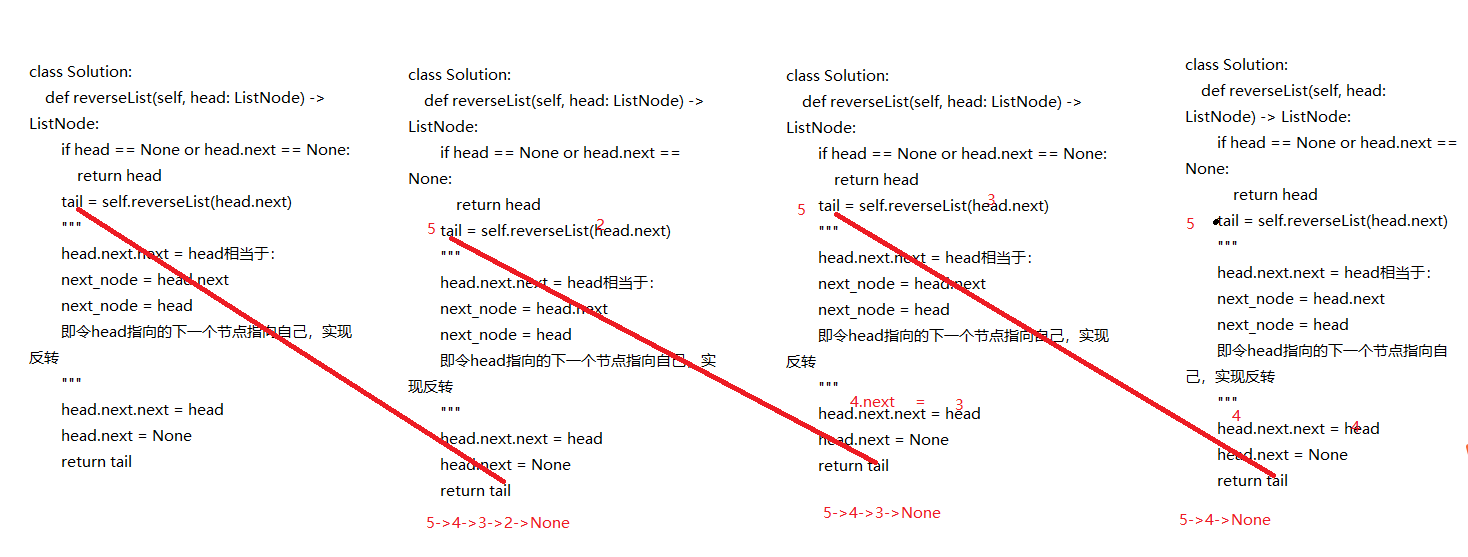 class Solution:
def reverseList(self, head: ListNode) ->
ListNode:
if head == None or head.next == None:
return head
tail = self.reverseList(head.next)
"""
head.next.next = head相当于：
next_node = head.next
next_node = head
即令head指向的下一个节点指向自己，实现
反转
"""
head.next.next = head
head.next = None
return tail
class Solution:
def reverseList(self, head: ListNode) ->
ListNode:
if head == None or head.next ==
None:
return head
2
5
tail = self.reverseList(head.next)
"""
head.next.next = head相当于：
next_node = head.next
next_node = head
即令head指向的下一个节点指向自己，实
现反转
"""
head.next.next = head
head.next = None
return tail
5->4->3->2->None
class Solution:
def reverseList(self, head: ListNode) ->
ListNode:
if head == None or head.next == None:
return head
3
5
tail = self.reverseList(head.next)
"""
head.next.next = head相当于：
next_node = head.next
next_node = head
即令head指向的下一个节点指向自己，实现
反转
"""
4.next = 3
head.next.next = head
head.next = None
return tail
5->4->3->None
class Solution:
def reverseList(self, head:
ListNode) -> ListNode:
if head == None or head.next ==
None:
return head
5
tail = self.reverseList(head.next)
"""
head.next.next = head相当于：
next_node = head.next
next_node = head
即令head指向的下一个节点指向自
己，实现反转
"""
4
4
head.next.next = head
head.next = None
return tail
5->4->None